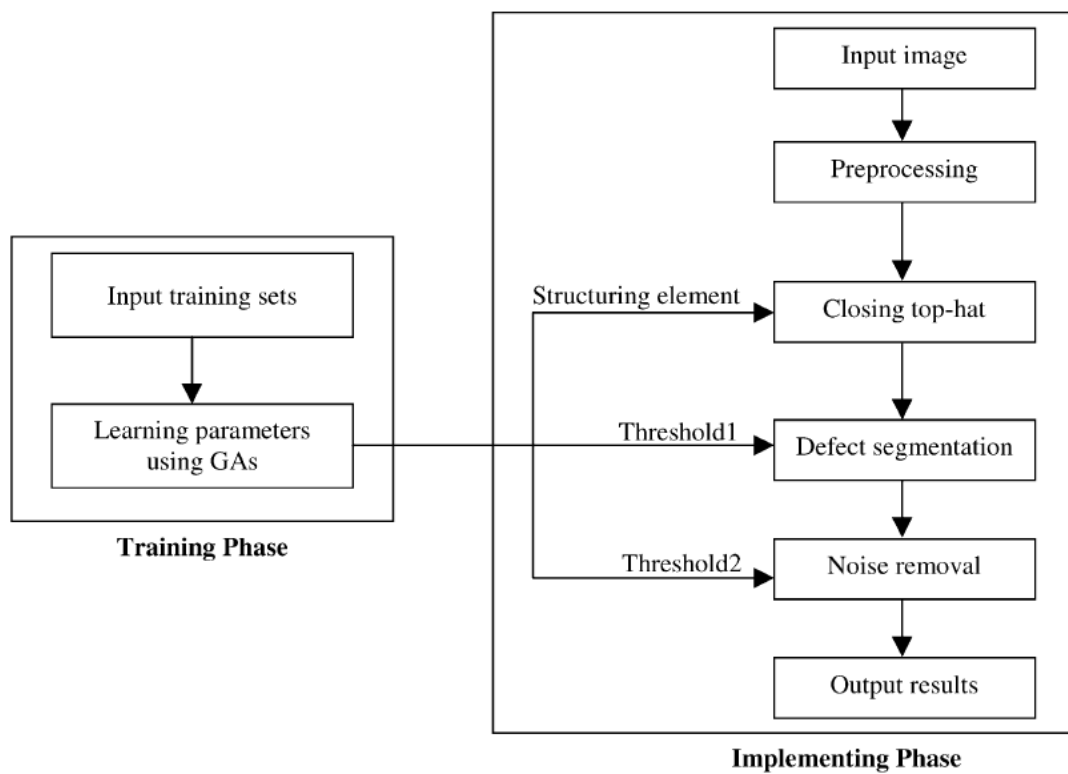 Input image
Preprocessing
Input training sets
Structuring element
Closing top-hat
Learning parameters
using GAs
Threshold1
Defect segmentation
Training Phase
Threshold2
Noise removal
Output results
Implementing Phase